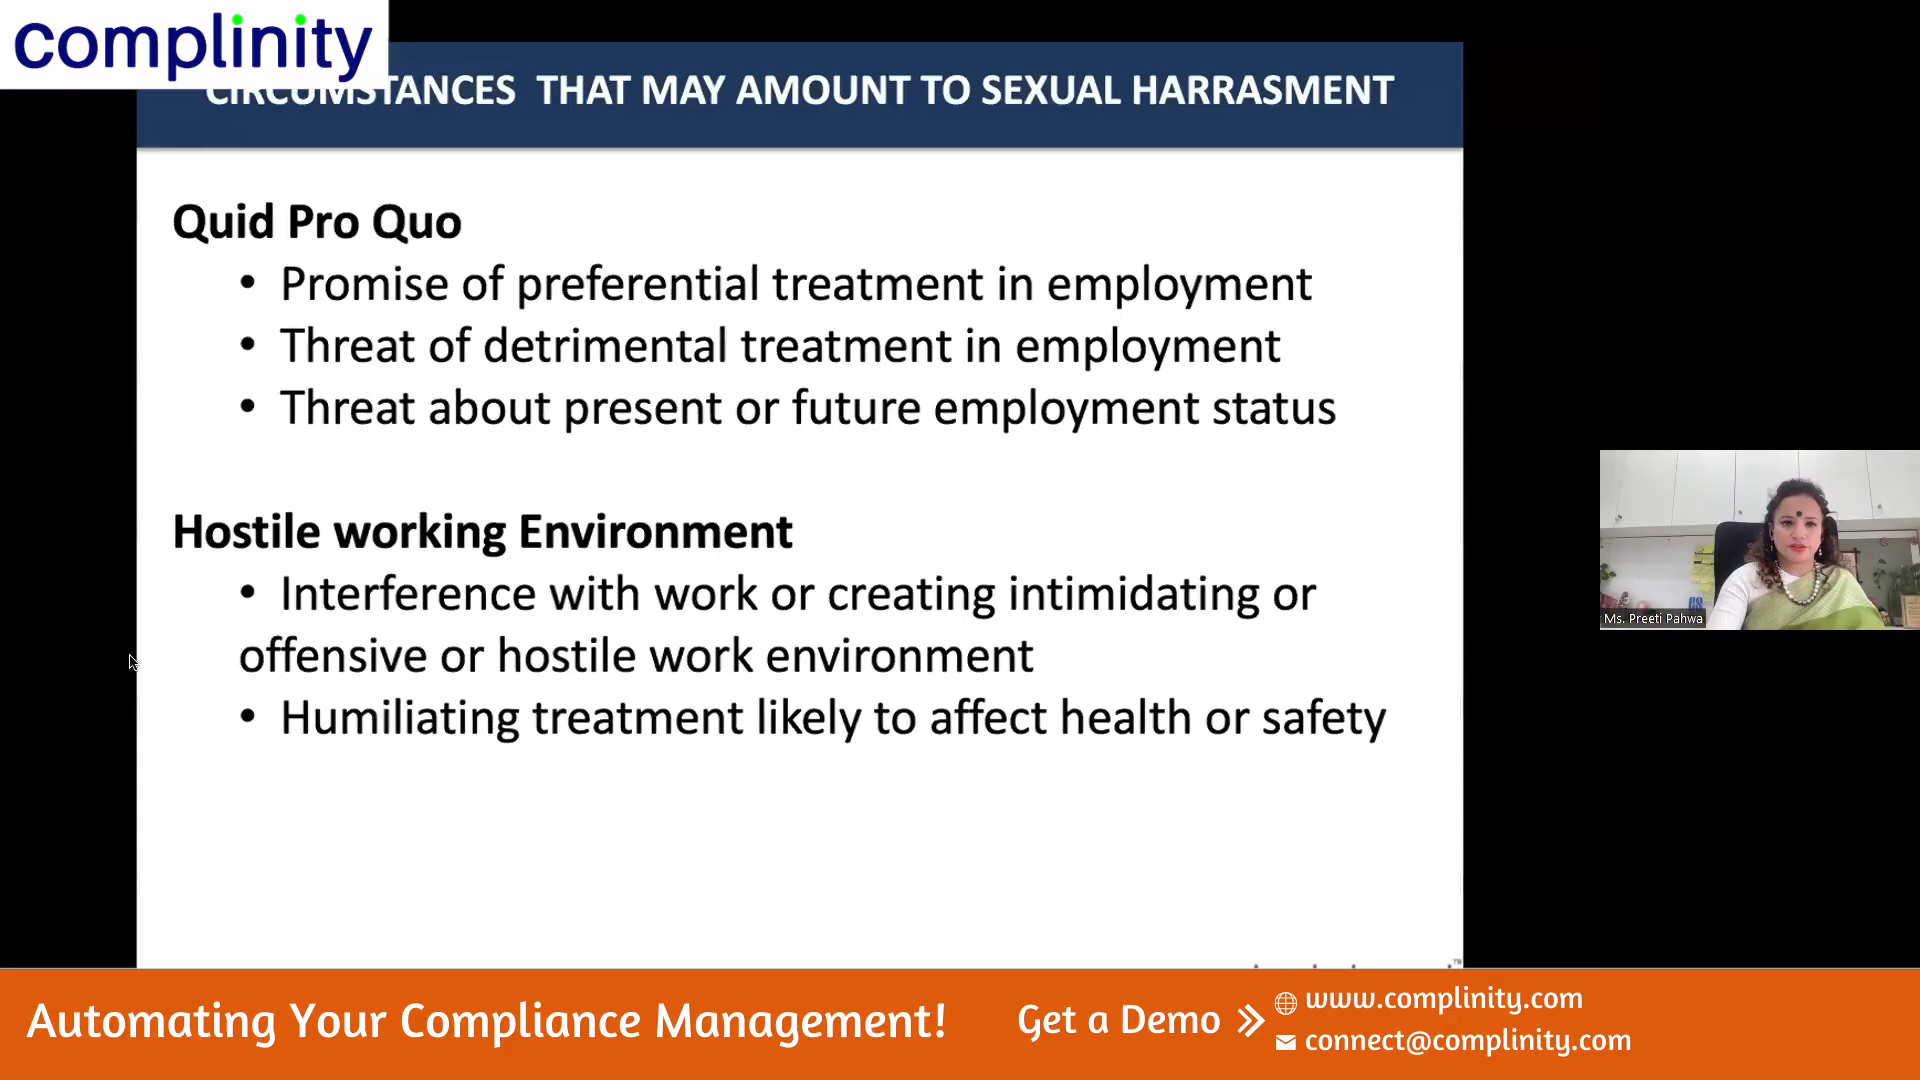 complinity
CIRCUMSTANCES THAT MAY AMOUNT TO SEXUAL HARRASMENT
Quid Pro Quo
• Promise of preferential treatment in employment
• Threat of detrimental treatment in employment
• Threat about present or future employment status
Hostile working Environment
• Interference with work or creating intimidating or
offensive or hostile work environment
• Humiliating treatment likely to affect health or safety
Ms. Preeti Pahwa
Automating Your Compliance Management!
Get a Demo
www.complinity.com
connect@complinity.com